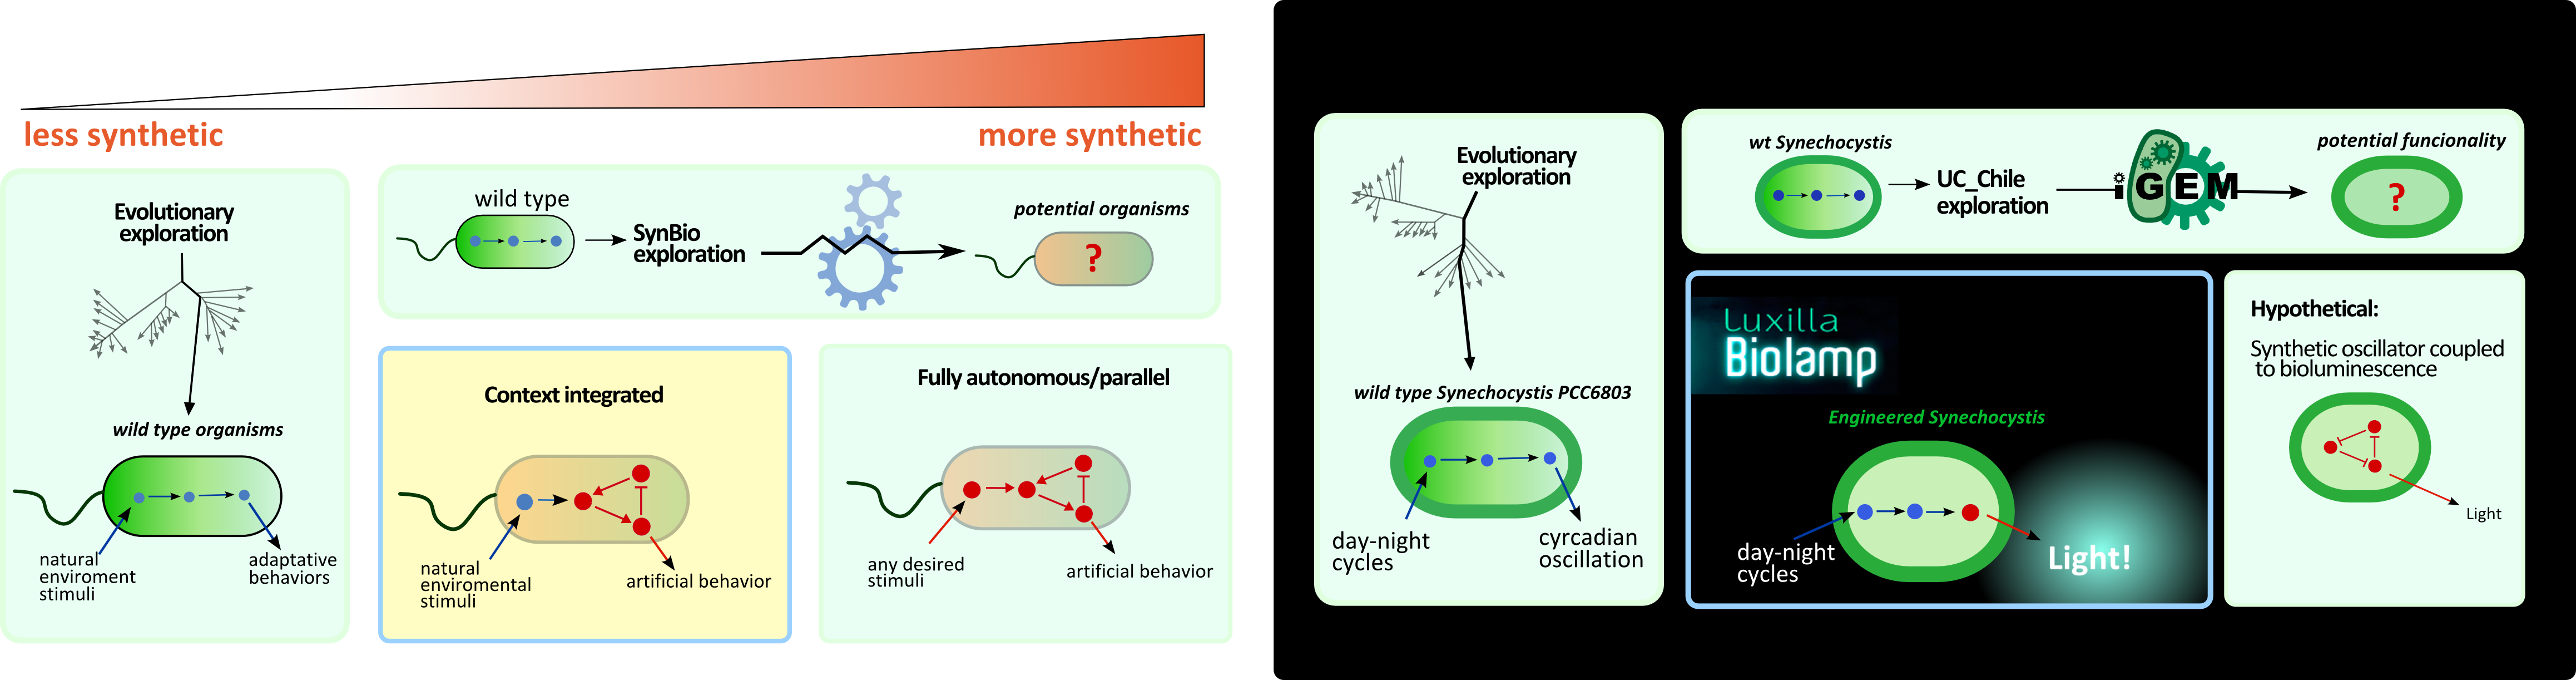 less synthetic
more synthetic
Evolutionary
exploration
wild type organisms
natural
enviroment
stimuli
adaptative
behaviors
wild type
SynBio
exploration
potential organisms
?
Context integrated
natural
enviromental
stimuli
artificial behavior
Fully autonomous/parallel
any desired
stimuli
artificial behavior
Evolutionary
exploration
wild type Synechocystis PCC6803
day-night
cycles
cyrcadian
oscillation
wt Synechocystis
UC_Chile
exploration
iGEM
potential funcionality
?
Luxilla
Biolamp
Engineered Synechocystis
day-night
cycles
Light!
Hypothetical:
Synthetic oscillator coupled
to bioluminescence
Light